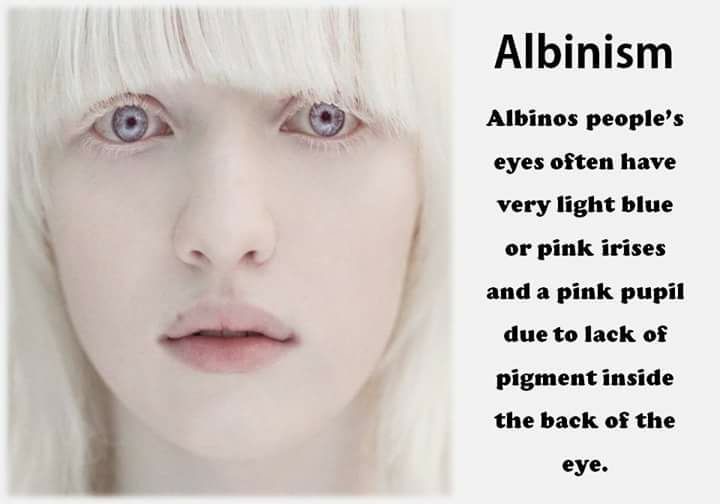 Albinism
Albinos people's
eyes often have
very light blue
or pink irises
and a pink pupil
due to lack of
pigment inside
the back of the
eye.